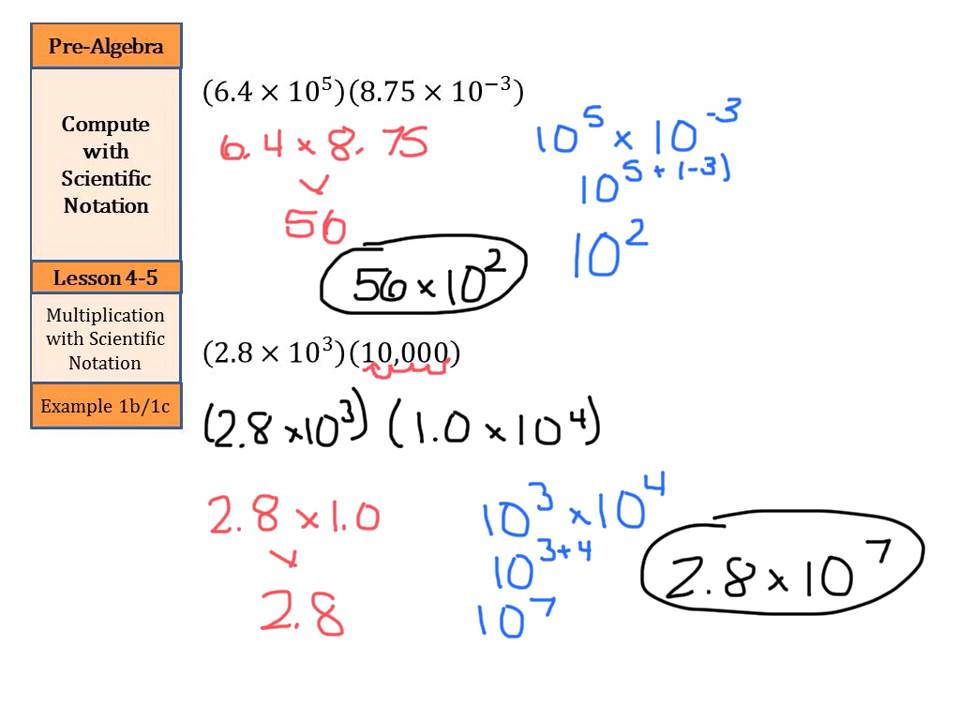 Pre-Algebra
Compute
with
Scientific
Notation
Lesson 4-5
Multiplication
with Scientific
Notation
Example 1b/1c
(6.4 × 10⁵)(8.75 × 10⁻³)
6.4 × 8.75
56
10⁵ × 10⁻³
10⁵ ⁺ ⁽⁻³⁾
10²
56 × 10²
(2.8 × 10³)(10,000)
(2.8 × 10³) (1.0 × 10⁴)
2.8 × 1.0
2.8
10³ × 10⁴
10³⁺⁴
10⁷
2.8 × 10⁷